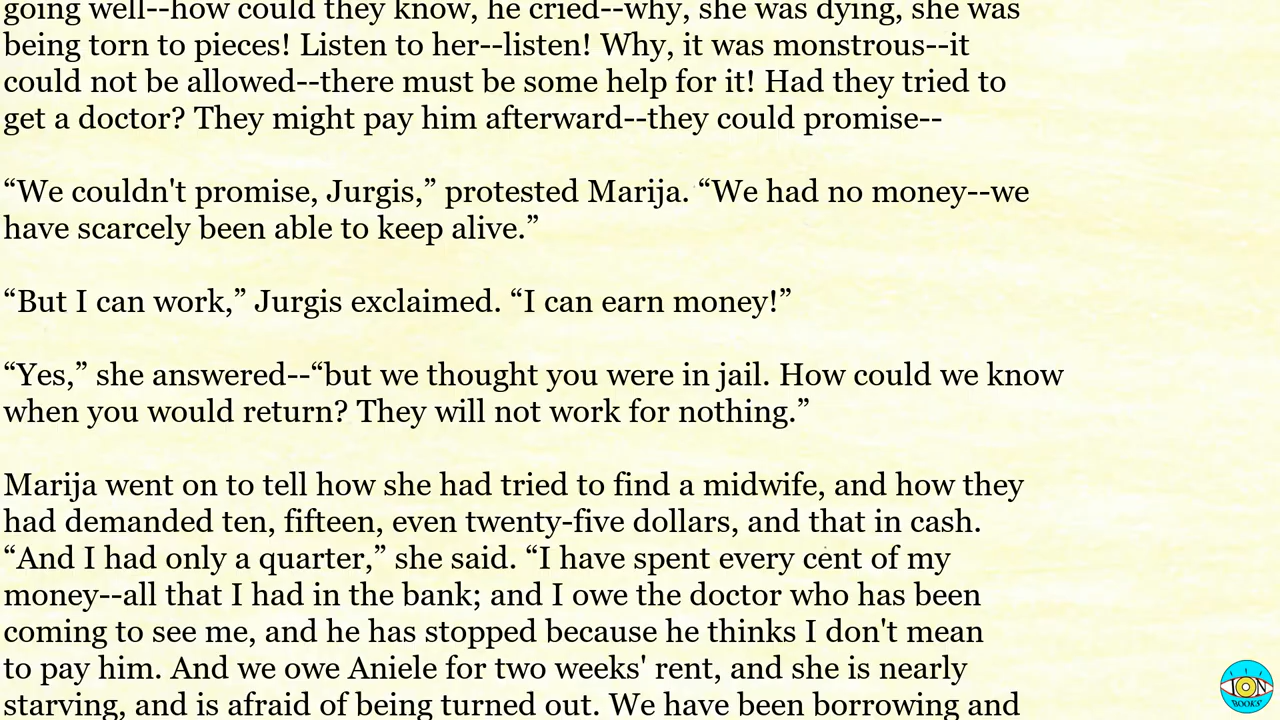 going well--how could they know, he cried--why, she was dying, she was
being torn to pieces! Listen to her--listen! Why, it was monstrous--it
could not be allowed--there must be some help for it! Had they tried to
get a doctor? They might pay him afterward--they could promise--
“We couldn't promise, Jurgis,” protested Marija. “We had no money--we
have scarcely been able to keep alive.”
“But I can work,” Jurgis exclaimed. “I can earn money!”
“Yes,” she answered--“but we thought you were in jail. How could we know
when you would return? They will not work for nothing.”
Marija went on to tell how she had tried to find a midwife, and how they
had demanded ten, fifteen, even twenty-five dollars, and that in cash.
“And I had only a quarter,” she said. “I have spent every cent of my
money--all that I had in the bank; and I owe the doctor who has been
coming to see me, and he has stopped because he thinks I don't mean
to pay him. And we owe Aniele for two weeks' rent, and she is nearly
starving, and is afraid of being turned out. We have been borrowing and
ION
BOOKS